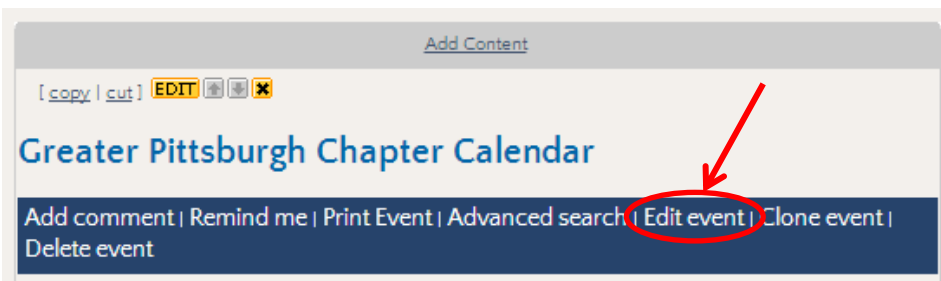 Add Content
[ copy | cut ] EDIT
Greater Pittsburgh Chapter Calendar
Add comment | Remind me | Print Event | Advanced search | Edit event | Clone event |
Delete event